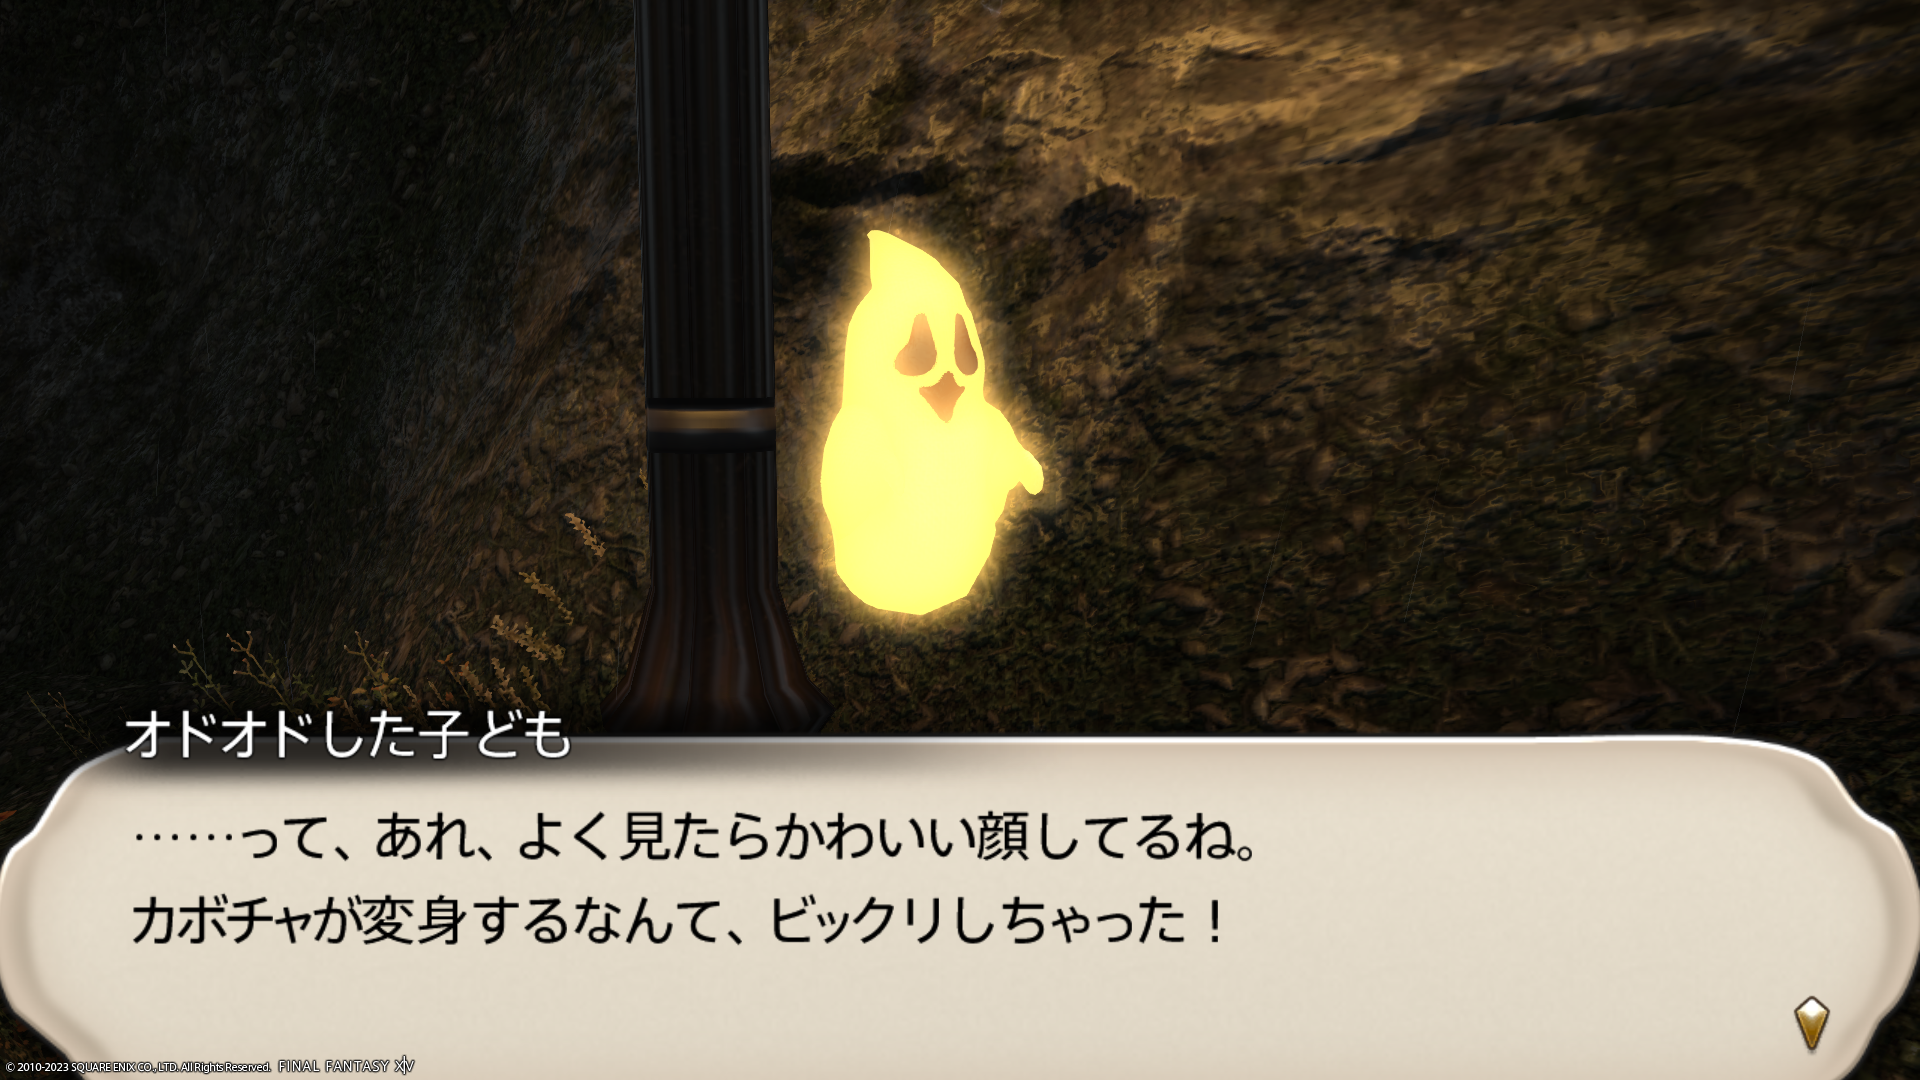 オドオドした子ども
……って、あれ、よく見たらかわいい顔してるね。
カボチャが変身するなんて、ビックリしちゃった！
© 2010-2023 SQUARE ENIX CO., LTD. All Rights Reserved. FINAL FANTASY XIV